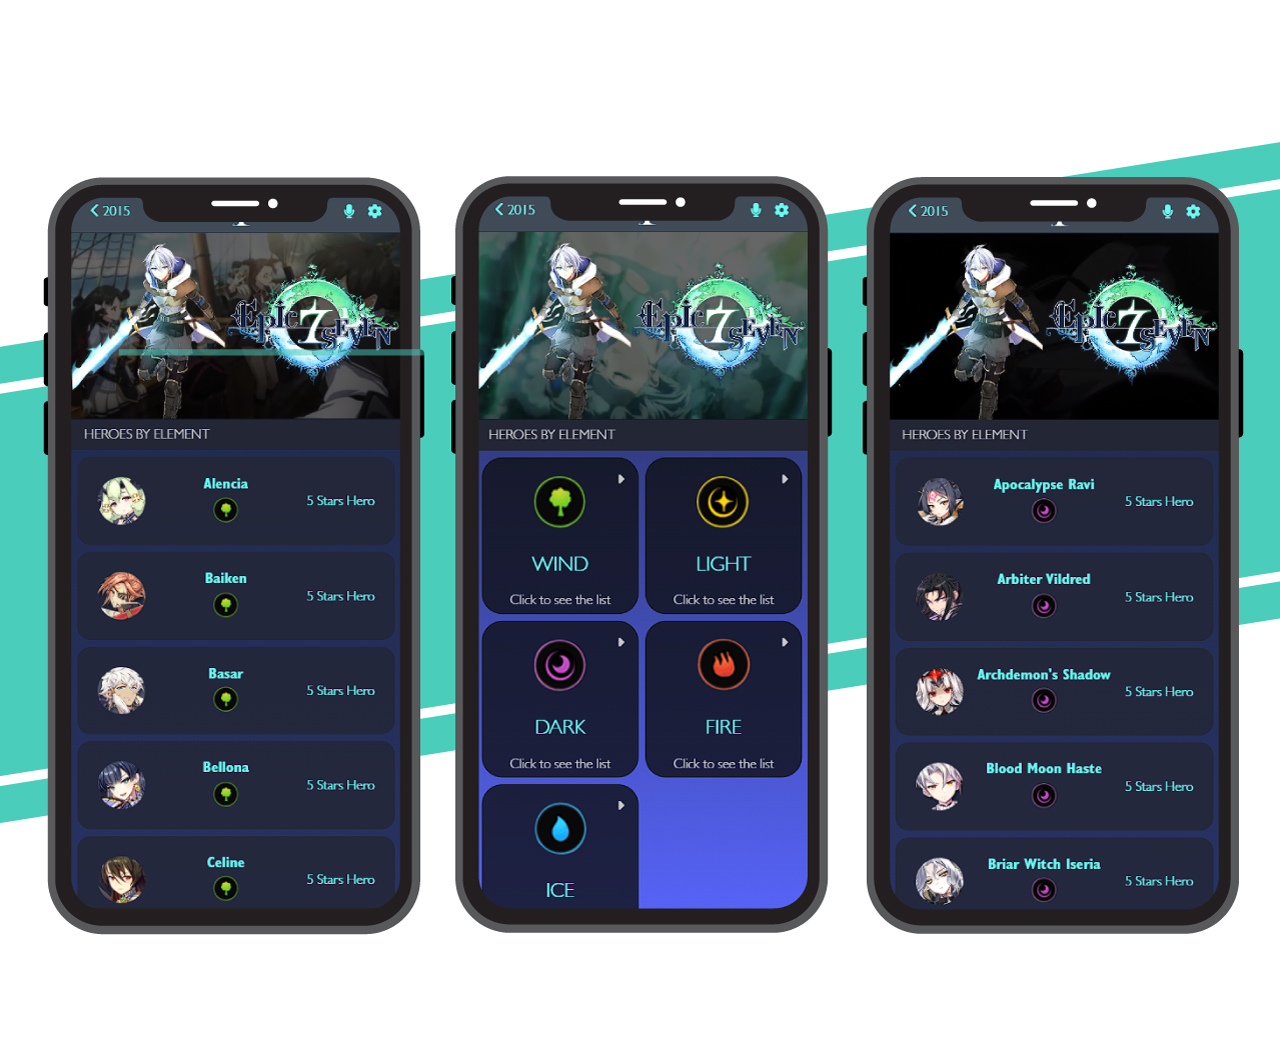 2015
Epic
7
SEVEN
HEROES BY ELEMENT
Alencia
5 Stars Hero
Baiken
5 Stars Hero
Basar
5 Stars Hero
Bellona
5 Stars Hero
Celine
5 Stars Hero
2015
Epic
7
SEVEN
HEROES BY ELEMENT
WIND
Click to see the list
LIGHT
Click to see the list
DARK
Click to see the list
FIRE
Click to see the list
ICE
2015
Epic
7
SEVEN
HEROES BY ELEMENT
Apocalypse Ravi
5 Stars Hero
Arbiter Vildred
5 Stars Hero
Archdemon's Shadow
5 Stars Hero
Blood Moon Haste
5 Stars Hero
Briar Witch Iseria
5 Stars Hero